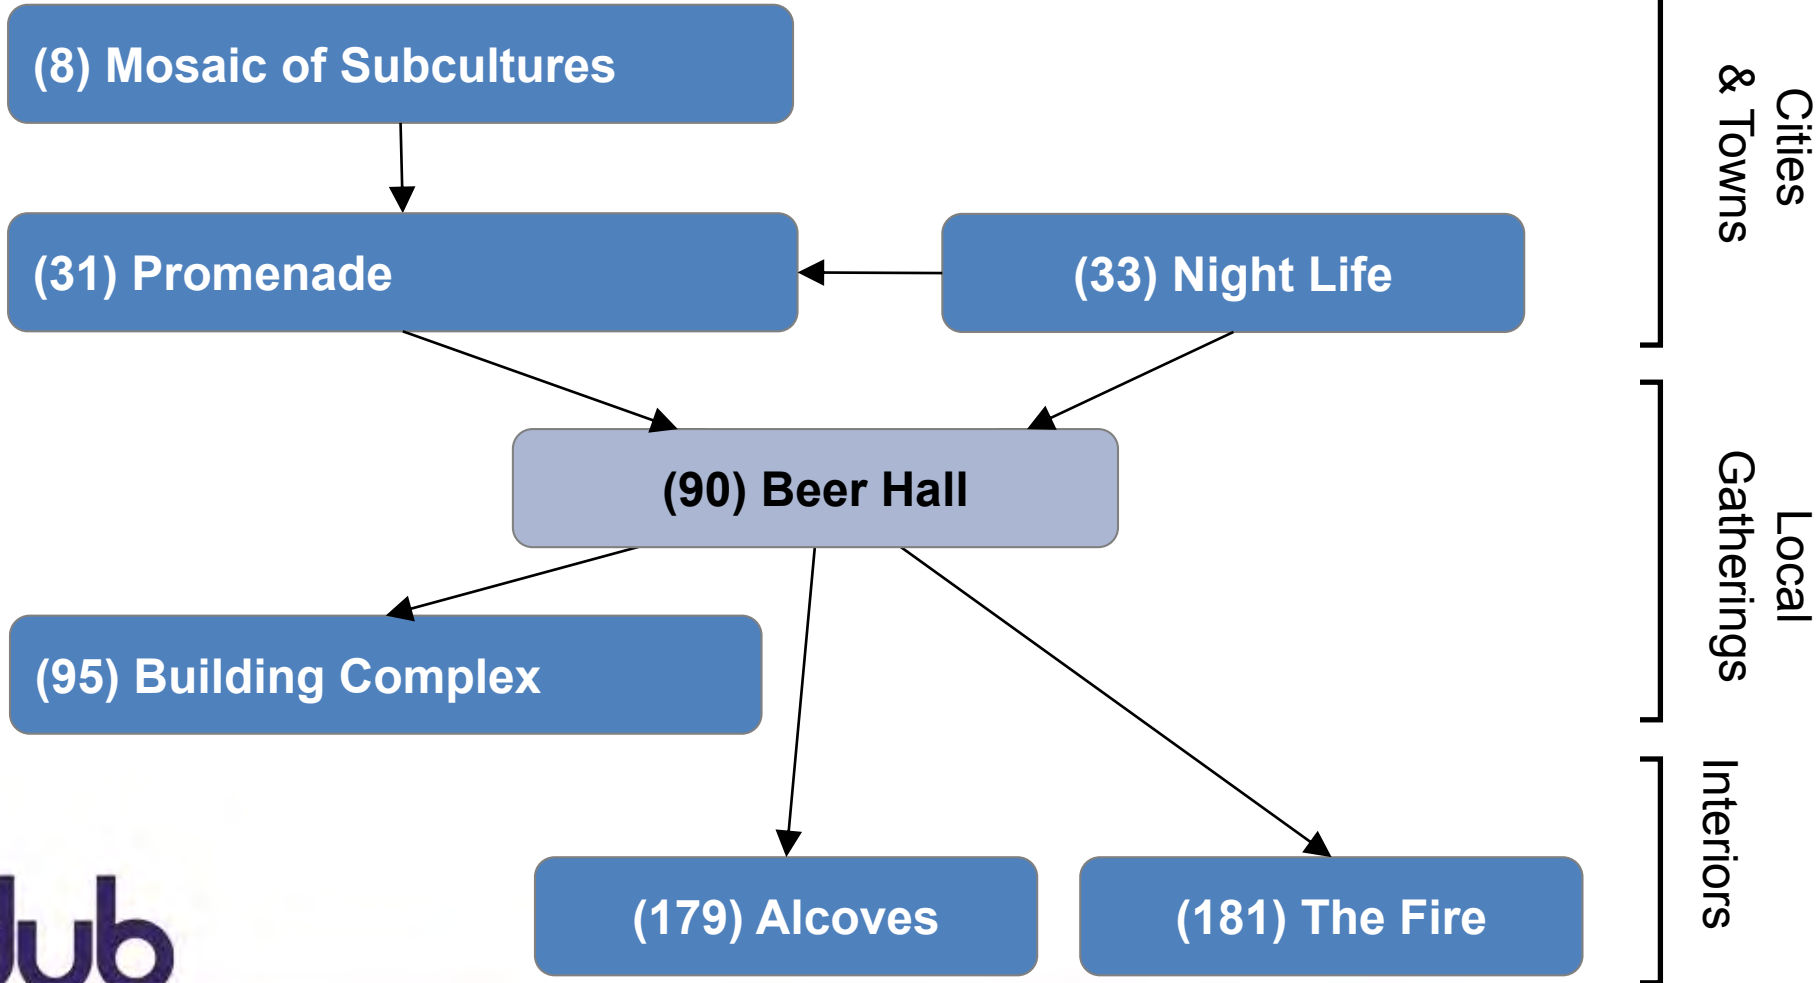 (8) Mosaic of Subcultures
(31) Promenade
(33) Night Life
Cities
& Towns
(90) Beer Hall
(95) Building Complex
Local
Gatherings
(179) Alcoves
(181) The Fire
Interiors